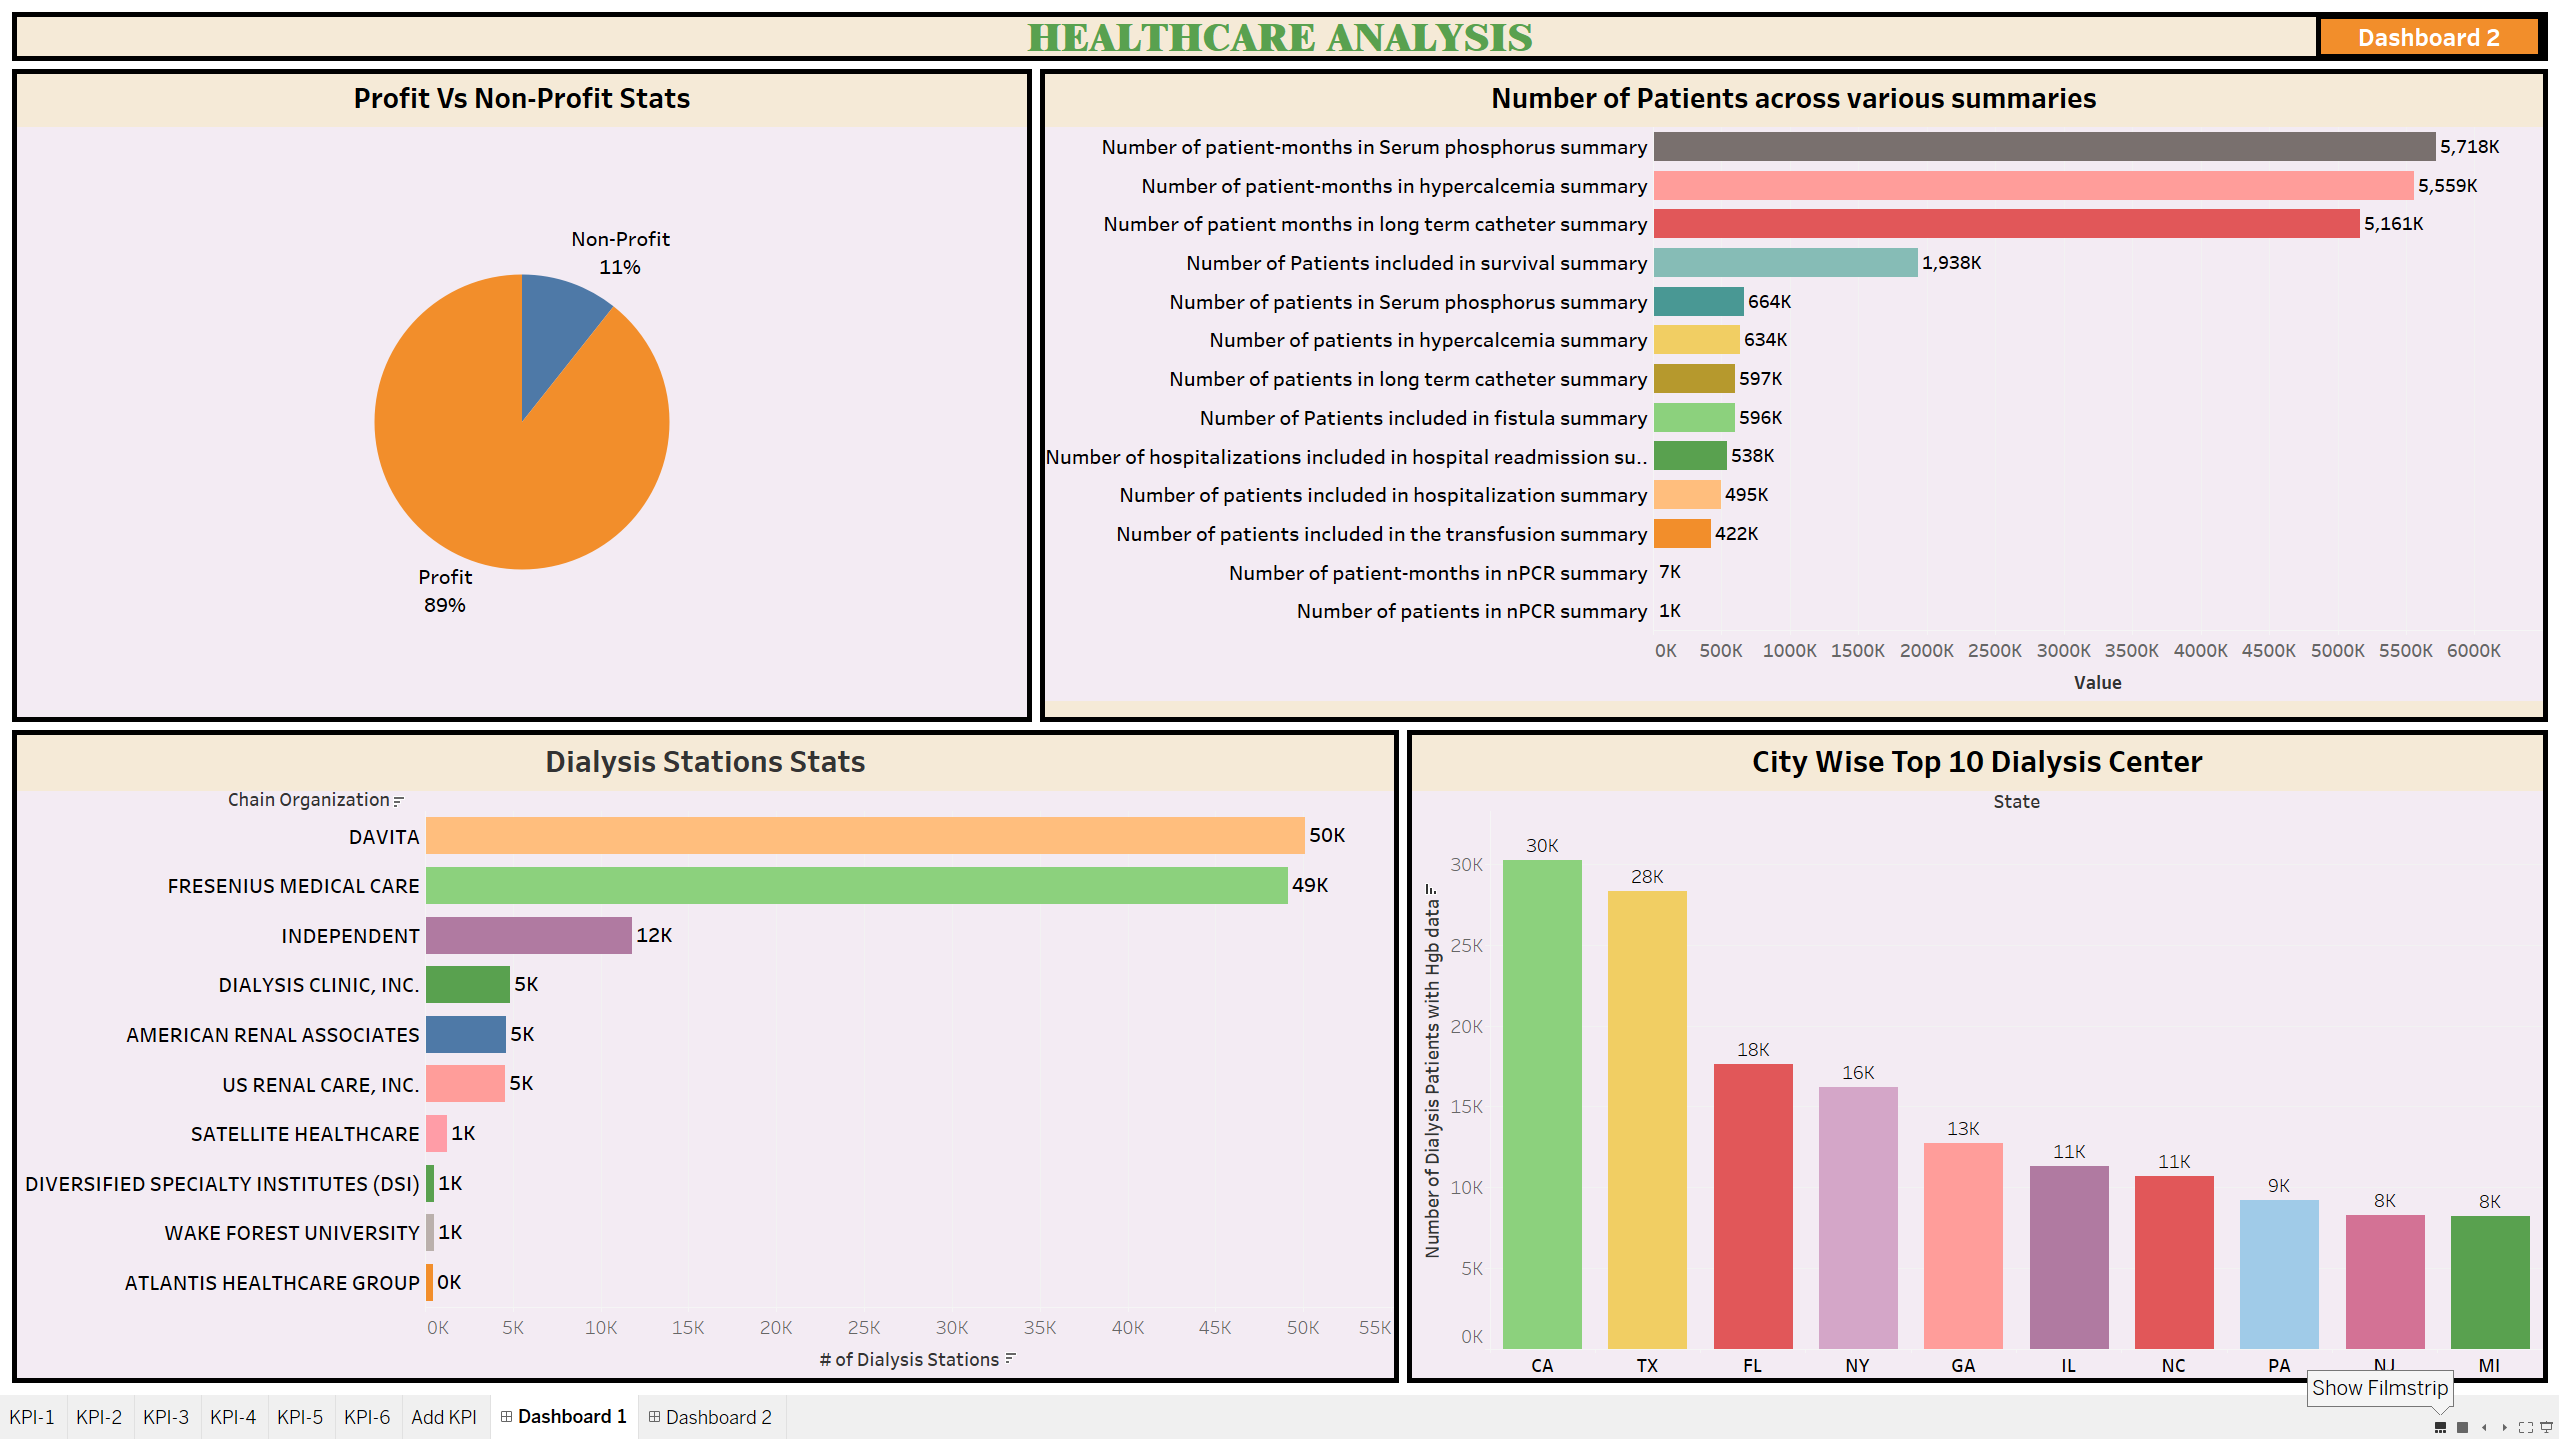 HEALTHCARE ANALYSIS
Dashboard 2
Profit Vs Non-Profit Stats
Non-Profit
11%
Profit
89%
Number of Patients across various summaries
Number of patient-months in Serum phosphorus summary 5,718K
Number of patient-months in hypercalcemia summary 5,559K
Number of patient months in long term catheter summary 5,161K
Number of Patients included in survival summary 1,938K
Number of patients in Serum phosphorus summary 664K
Number of patients in hypercalcemia summary 634K
Number of patients in long term catheter summary 597K
Number of Patients included in fistula summary 596K
Number of hospitalizations included in hospital readmission su.. 538K
Number of patients included in hospitalization summary 495K
Number of patients included in the transfusion summary 422K
Number of patient-months in nPCR summary 7K
Number of patients in nPCR summary 1K
0K 500K 1000K 1500K 2000K 2500K 3000K 3500K 4000K 4500K 5000K 5500K 6000K
Value
Dialysis Stations Stats
Chain Organization
DAVITA 50K
FRESENIUS MEDICAL CARE 49K
INDEPENDENT 12K
DIALYSIS CLINIC, INC. 5K
AMERICAN RENAL ASSOCIATES 5K
US RENAL CARE, INC. 5K
SATELLITE HEALTHCARE 1K
DIVERSIFIED SPECIALTY INSTITUTES (DSI) 1K
WAKE FOREST UNIVERSITY 1K
ATLANTIS HEALTHCARE GROUP 0K
0K 5K 10K 15K 20K 25K 30K 35K 40K 45K 50K 55K
# of Dialysis Stations
City Wise Top 10 Dialysis Center
State
Number of Dialysis Patients with Hgb data
30K
25K
20K
15K
10K
5K
0K
30K 28K 18K 16K 13K 11K 11K 9K 8K 8K
CA TX FL NY GA IL NC PA NJ MI
Show Filmstrip
KPI-1 KPI-2 KPI-3 KPI-4 KPI-5 KPI-6 Add KPI Dashboard 1 Dashboard 2